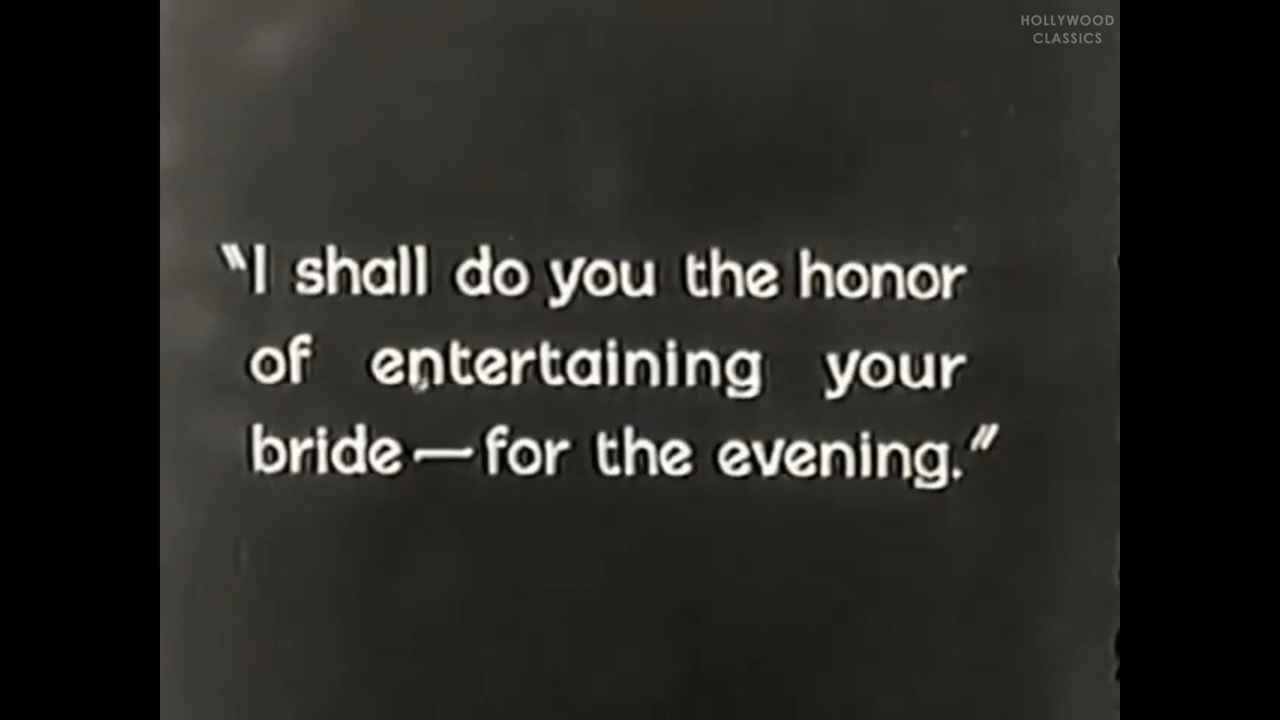 HOLLYWOOD
CLASSICS
"I shall do you the honor
of entertaining your
bride—for the evening."